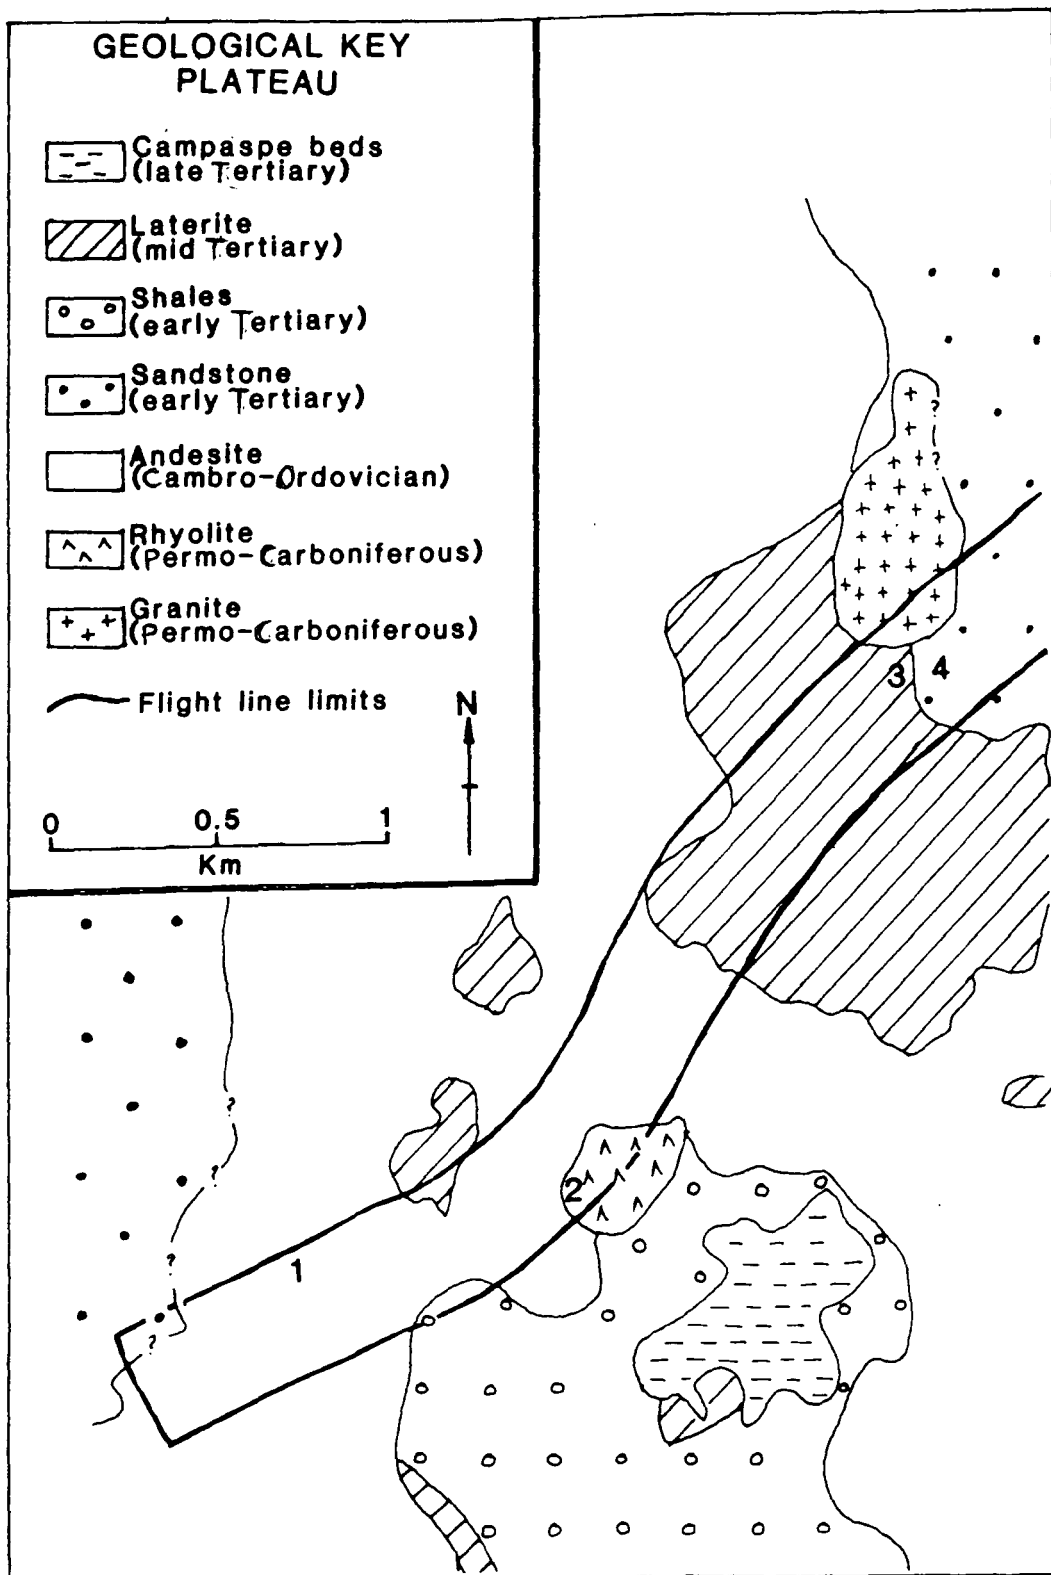 GEOLOGICAL KEY
PLATEAU
Campaspe beds
(late Tertiary)
Laterite
(mid Tertiary)
Shales
(early Tertiary)
Sandstone
(early Tertiary)
Andesite
(Cambro-Ordovician)
Rhyolite
(Permo-Carboniferous)
Granite
(Permo-Carboniferous)
Flight line limits
N
0 0.5 1
Km
?
?
3 4
?
?
2
?
1
?